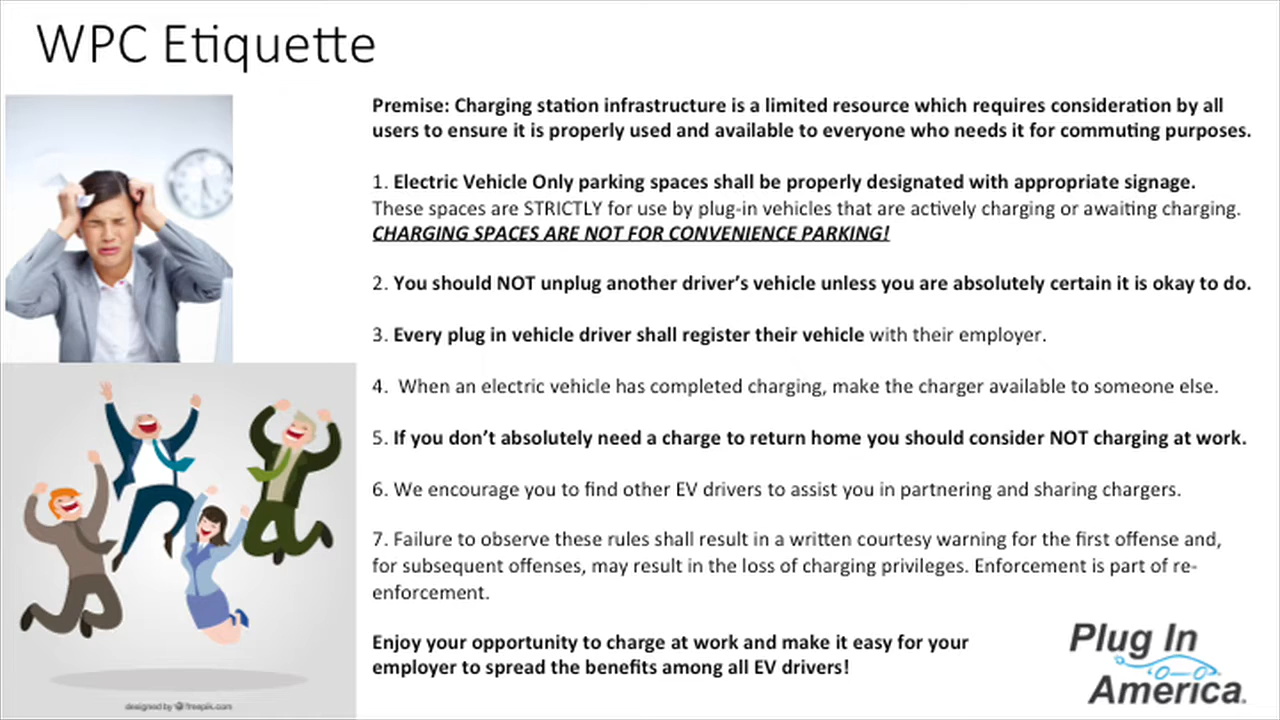 WPC Etiquette
Premise: Charging station infrastructure is a limited resource which requires consideration by all
users to ensure it is properly used and available to everyone who needs it for commuting purposes.
1. Electric Vehicle Only parking spaces shall be properly designated with appropriate signage.
These spaces are STRICTLY for use by plug-in vehicles that are actively charging or awaiting charging.
CHARGING SPACES ARE NOT FOR CONVENIENCE PARKING!
2. You should NOT unplug another driver’s vehicle unless you are absolutely certain it is okay to do.
3. Every plug in vehicle driver shall register their vehicle with their employer.
4. When an electric vehicle has completed charging, make the charger available to someone else.
5. If you don’t absolutely need a charge to return home you should consider NOT charging at work.
6. We encourage you to find other EV drivers to assist you in partnering and sharing chargers.
7. Failure to observe these rules shall result in a written courtesy warning for the first offense and,
for subsequent offenses, may result in the loss of charging privileges. Enforcement is part of re-
enforcement.
Enjoy your opportunity to charge at work and make it easy for your
employer to spread the benefits among all EV drivers!
Plug In
America.
designed by freepik.com